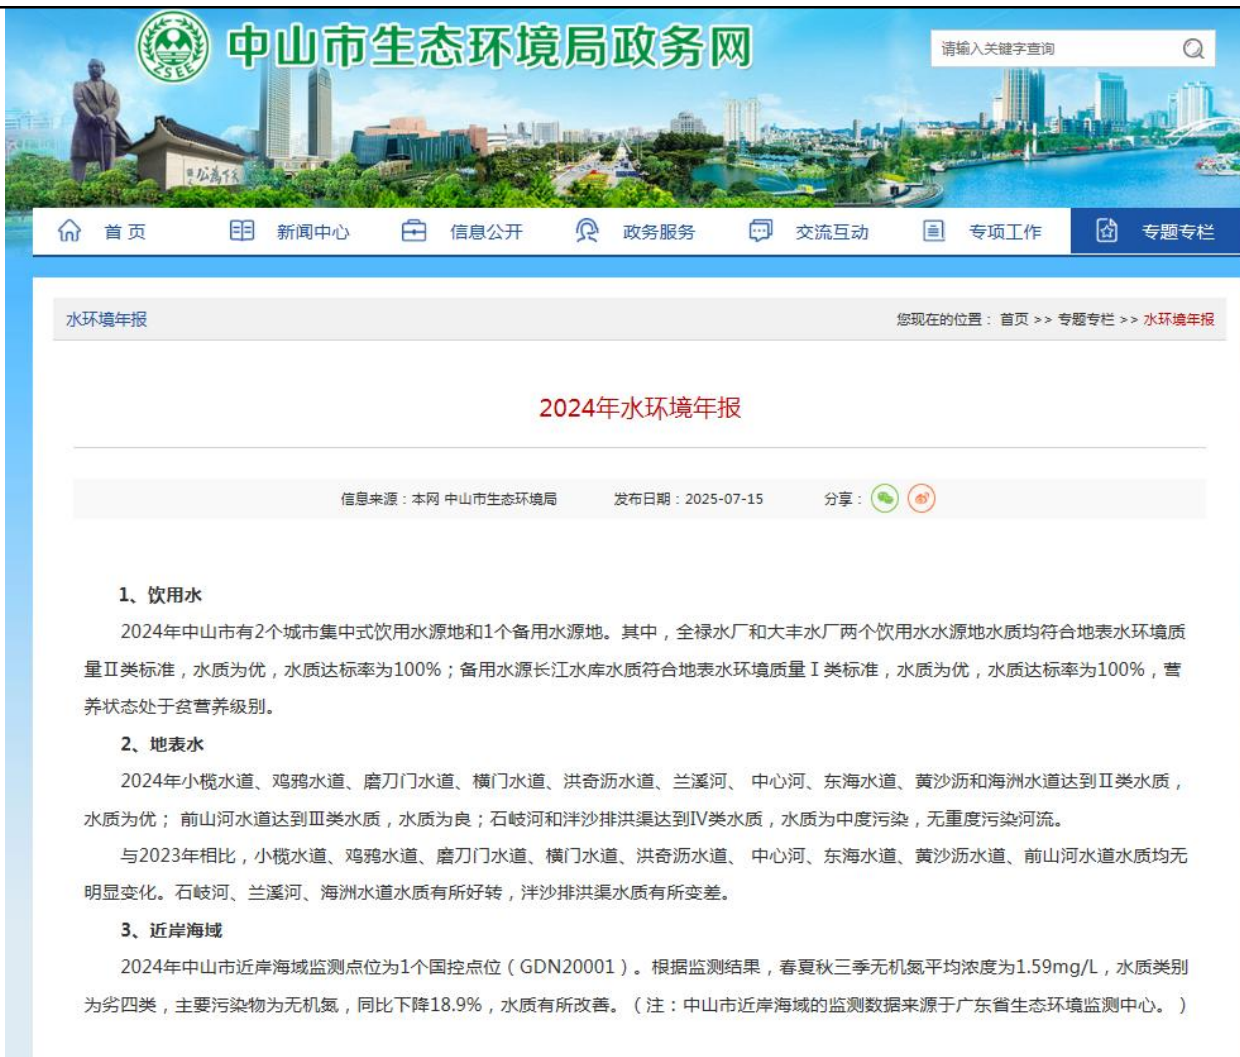 中山市生态环境局政务网
ZSEE
请输入关键字查询
首 页
新闻中心
信息公开
政务服务
交流互动
专项工作
专题专栏
水环境年报
您现在的位置： 首页 >> 专题专栏 >> 水环境年报
2024年水环境年报
信息来源：本网 中山市生态环境局
发布日期：2025-07-15
分享：
1、饮用水
2024年中山市有2个城市集中式饮用水源地和1个备用水源地。其中，全禄水厂和大丰水厂两个饮用水水源地水质均符合地表水环境质
量Ⅱ类标准，水质为优，水质达标率为100%；备用水源长江水库水质符合地表水环境质量Ⅰ类标准，水质为优，水质达标率为100%，营
养状态处于贫营养级别。
2、地表水
2024年小榄水道、鸡鸦水道、磨刀门水道、横门水道、洪奇沥水道、兰溪河、 中心河、东海水道、黄沙沥和海洲水道达到Ⅱ类水质，
水质为优； 前山河水道达到Ⅲ类水质，水质为良；石岐河和泮沙排洪渠达到Ⅳ类水质，水质为中度污染，无重度污染河流。
与2023年相比，小榄水道、鸡鸦水道、磨刀门水道、横门水道、洪奇沥水道、 中心河、东海水道、黄沙沥水道、前山河水道水质均无
明显变化。石岐河、兰溪河、海洲水道水质有所好转，泮沙排洪渠水质有所变差。
3、近岸海域
2024年中山市近岸海域监测点位为1个国控点位（GDN20001）。根据监测结果，春夏秋三季无机氮平均浓度为1.59mg/L，水质类别
为劣四类，主要污染物为无机氮，同比下降18.9%，水质有所改善。（注：中山市近岸海域的监测数据来源于广东省生态环境监测中心。）